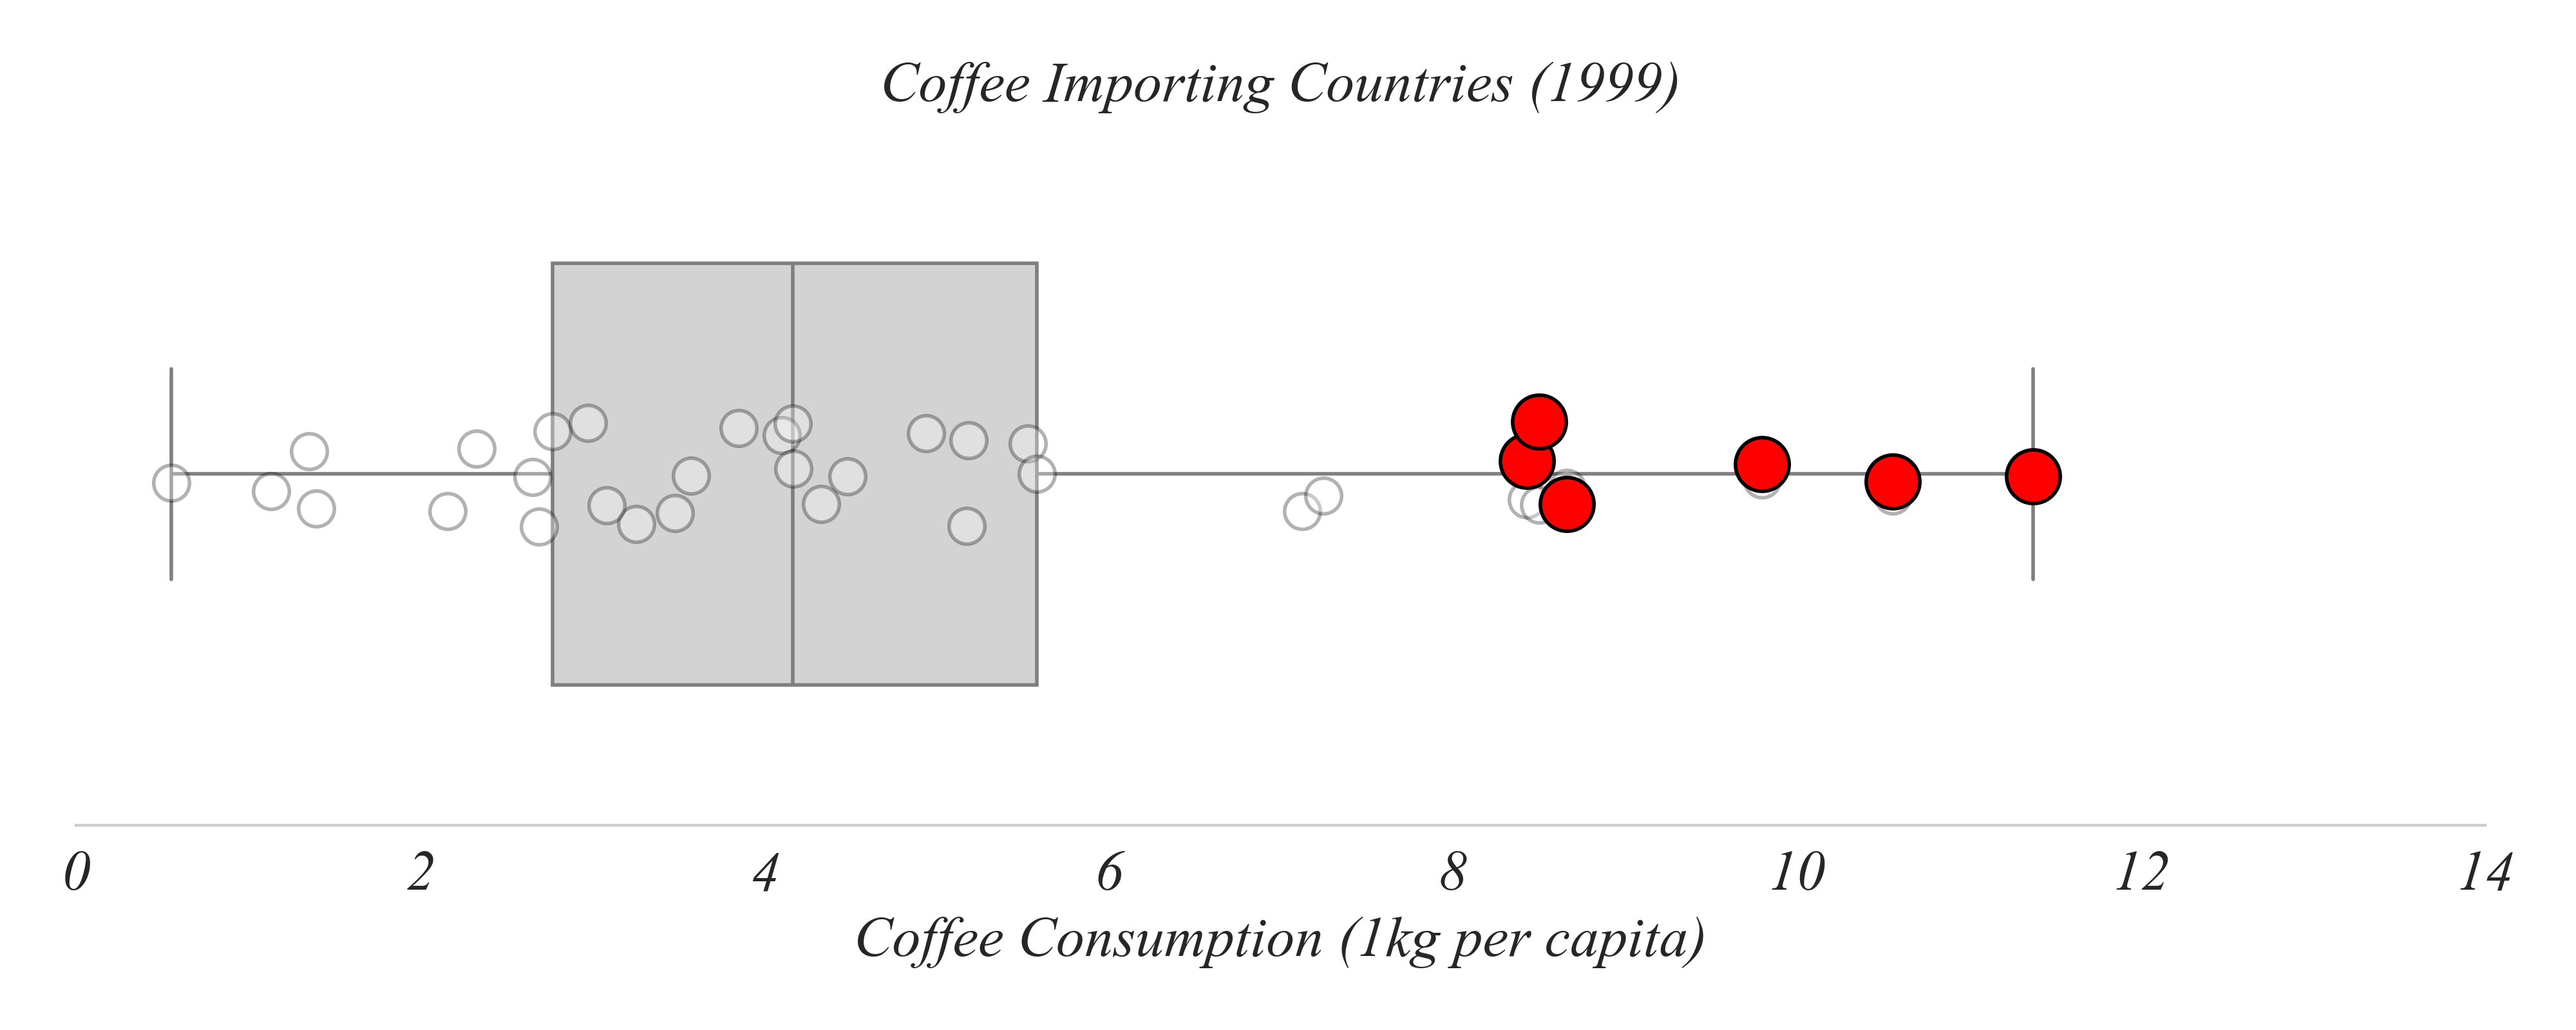 Coffee Importing Countries (1999)
0 2 4 6 8 10 12 14
Coffee Consumption (1kg per capita)